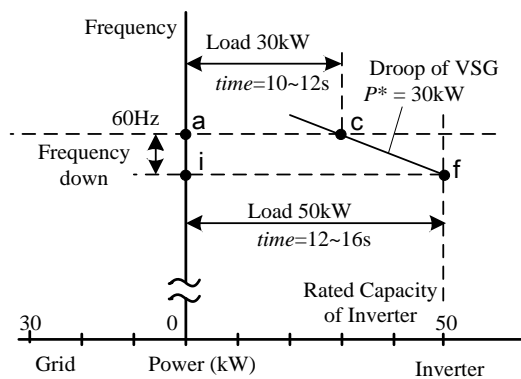 Frequency
Load 30kW
time=10~12s
Droop of VSG
P* = 30kW
60Hz
a
c
Frequency
down
i
f
Load 50kW
time=12~16s
Rated Capacity
of Inverter
30
0
50
Grid
Power (kW)
Inverter